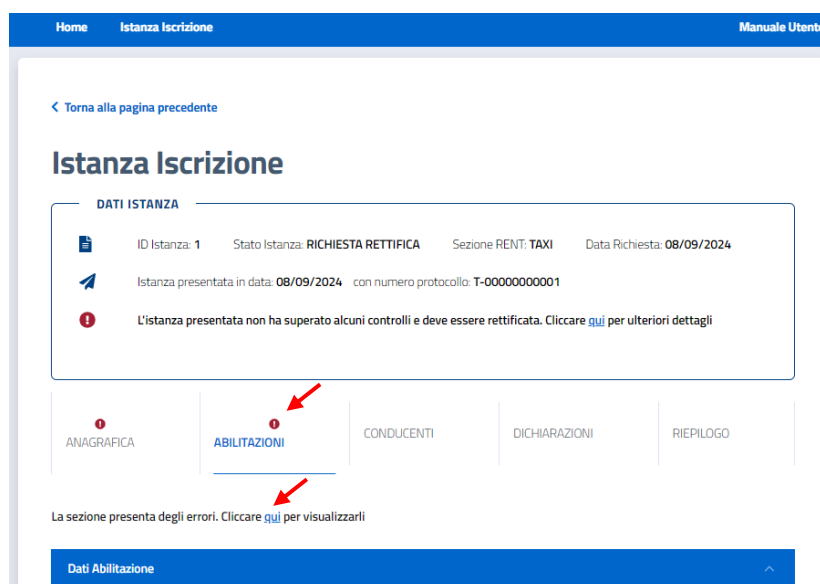 Home Istanza Iscrizione Manuale Utente
Torna alla pagina precedente
Istanza Iscrizione
DATI ISTANZA
ID Istanza: 1 Stato Istanza: RICHIESTA RETTIFICA Sezione RENT: TAXI Data Richiesta: 08/09/2024
Istanza presentata in data: 08/09/2024 con numero protocollo: T-00000000001
L'istanza presentata non ha superato alcuni controlli e deve essere rettificata. Cliccare qui per ulteriori dettagli
ANAGRAFICA ABILITAZIONI CONDUCENTI DICHIARAZIONI RIEPILOGO
La sezione presenta degli errori. Cliccare qui per visualizzarli
Dati Abilitazione